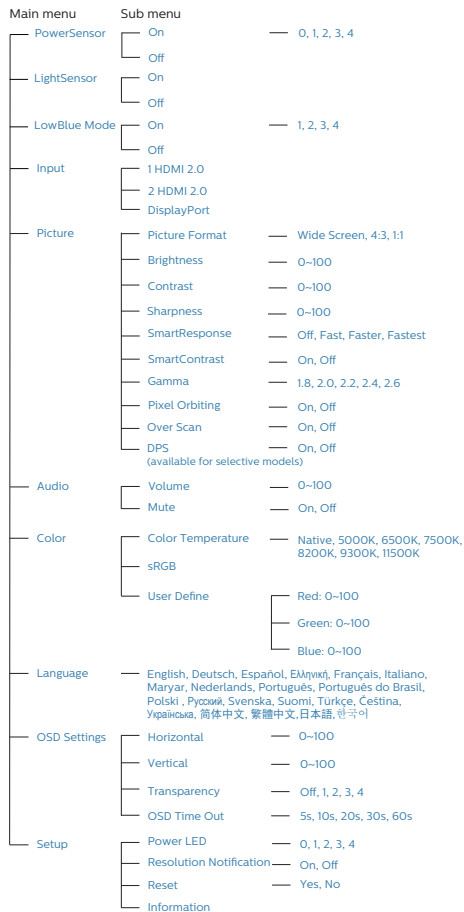 Main menu Sub menu
PowerSensor On 0, 1, 2, 3, 4
Off
LightSensor On
Off
LowBlue Mode On 1, 2, 3, 4
Off
Input 1 HDMI 2.0
2 HDMI 2.0
DisplayPort
Picture Picture Format Wide Screen, 4:3, 1:1
Brightness 0~100
Contrast 0~100
Sharpness 0~100
SmartResponse Off, Fast, Faster, Fastest
SmartContrast On, Off
Gamma 1.8, 2.0, 2.2, 2.4, 2.6
Pixel Orbiting On, Off
Over Scan On, Off
DPS On, Off
(available for selective models)
Audio Volume 0~100
Mute On, Off
Color Color Temperature Native, 5000K, 6500K, 7500K,
8200K, 9300K, 11500K
sRGB
User Define Red: 0~100
Green: 0~100
Blue: 0~100
Language English, Deutsch, Español, Ελληνική, Français, Italiano,
Maryar, Nederlands, Português, Português do Brasil,
Polski , Русский, Svenska, Suomi, Türkçe, Čeština,
Українська, 简体中文, 繁體中文,日本語,한국어
OSD Settings Horizontal 0~100
Vertical 0~100
Transparency Off, 1, 2, 3, 4
OSD Time Out 5s, 10s, 20s, 30s, 60s
Setup Power LED 0, 1, 2, 3, 4
Resolution Notification On, Off
Reset Yes, No
Information